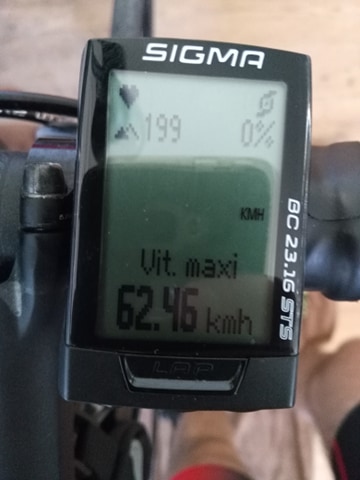 SIGMA
199 0%
KMH
Vit. maxi
62.46 kmh
LAP
BC 23.16 STS